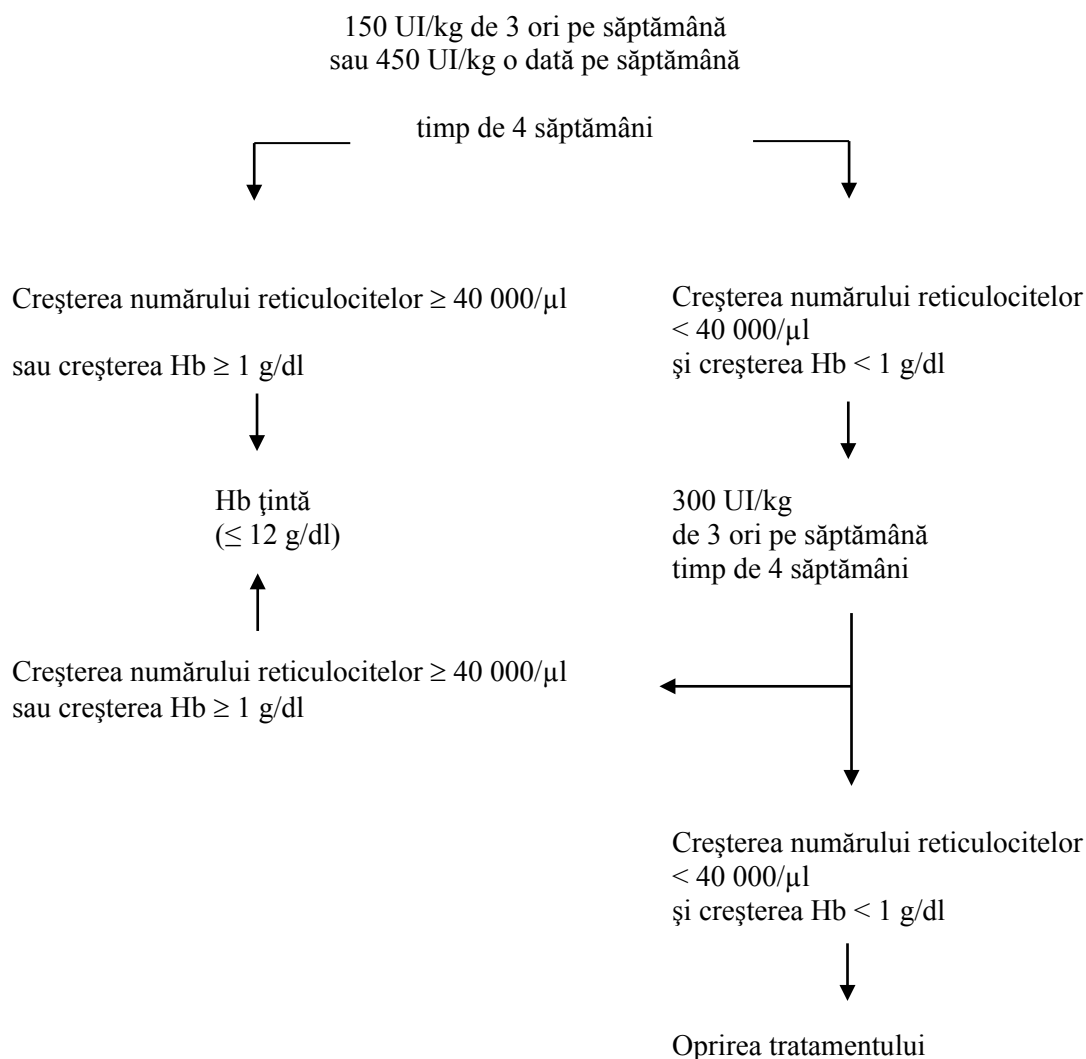 150 UI/kg de 3 ori pe săptămână
sau 450 UI/kg o dată pe săptămână
timp de 4 săptămâni
Creşterea numărului reticulocitelor ≥ 40 000/µl
sau creşterea Hb ≥ 1 g/dl
Creşterea numărului reticulocitelor
< 40 000/µl
şi creşterea Hb < 1 g/dl
Hb ţintă
(≤ 12 g/dl)
300 UI/kg
de 3 ori pe săptămână
timp de 4 săptămâni
Creşterea numărului reticulocitelor ≥ 40 000/µl
sau creşterea Hb ≥ 1 g/dl
Creşterea numărului reticulocitelor
< 40 000/µl
şi creşterea Hb < 1 g/dl
Oprirea tratamentului